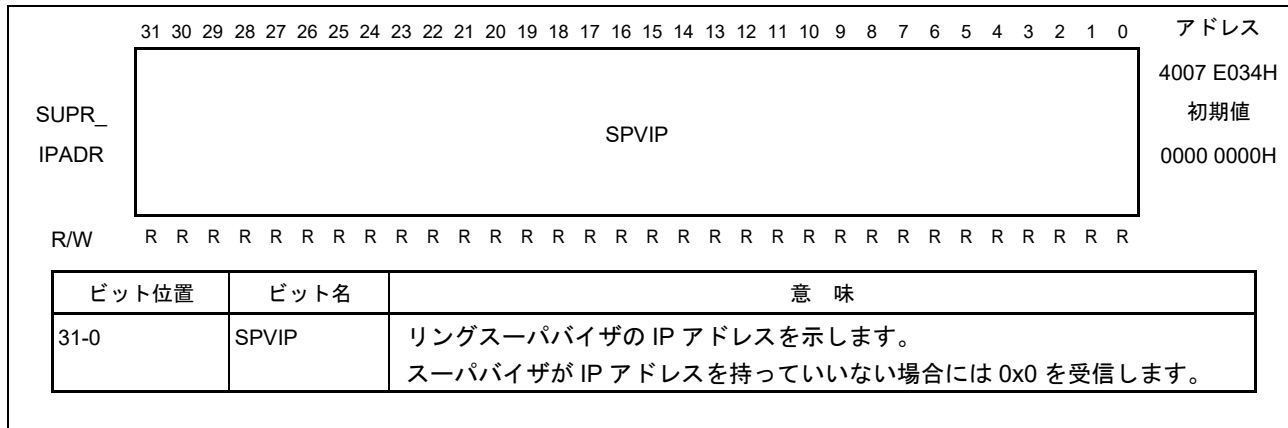 31 30 29 28 27 26 25 24 23 22 21 20 19 18 17 16 15 14 13 12 11 10 9 8 7 6 5 4 3 2 1 0 アドレス
4007 E034H
SUPR_
IPADR
SPVIP
初期値
0000 0000H
R/W R R R R R R R R R R R R R R R R R R R R R R R R R R R R R R R R
ビット位置 ビット名 意 味
31-0 SPVIP リングスーパバイザの IP アドレスを示します。
スーパバイザが IP アドレスを持っていいない場合には 0x0 を受信します。